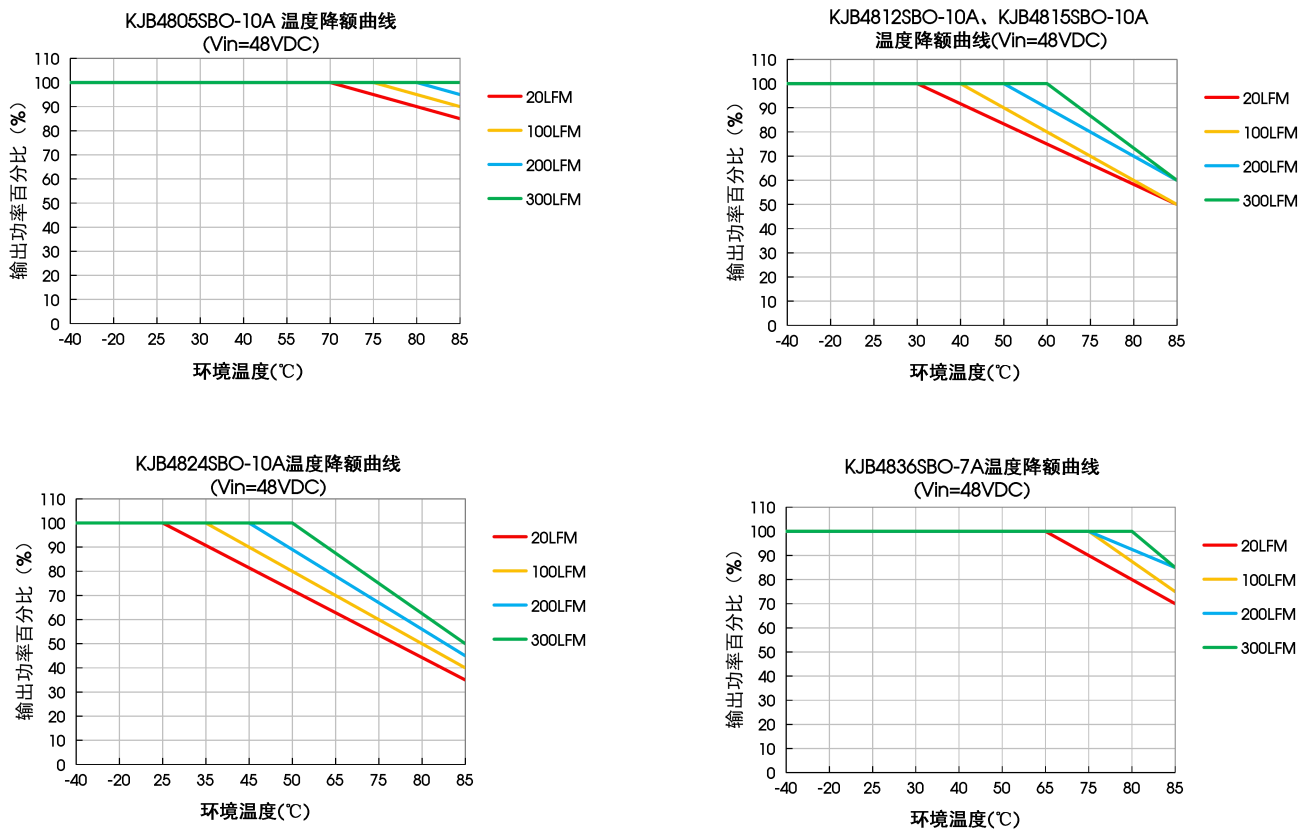 KJB4805SBO-10A 温度降额曲线
(Vin=48VDC)
输出功率百分比（%）
110
100
90
80
70
60
50
40
30
20
10
0
-40 -20 25 30 40 55 70 75 80 85
环境温度(℃)
20LFM
100LFM
200LFM
300LFM
KJB4812SBO-10A、KJB4815SBO-10A
温度降额曲线(Vin=48VDC)
输出功率百分比（%）
110
100
90
80
70
60
50
40
30
20
10
0
-40 -20 25 30 40 50 60 75 80 85
环境温度(℃)
20LFM
100LFM
200LFM
300LFM
KJB4824SBO-10A温度降额曲线
(Vin=48VDC)
输出功率百分比（%）
110
100
90
80
70
60
50
40
30
20
10
0
-40 -20 25 35 45 50 65 75 80 85
环境温度(℃)
20LFM
100LFM
200LFM
300LFM
KJB4836SBO-7A温度降额曲线
(Vin=48VDC)
输出功率百分比（%）
110
100
90
80
70
60
50
40
30
20
10
0
-40 -20 25 30 40 50 65 75 80 85
环境温度(℃)
20LFM
100LFM
200LFM
300LFM